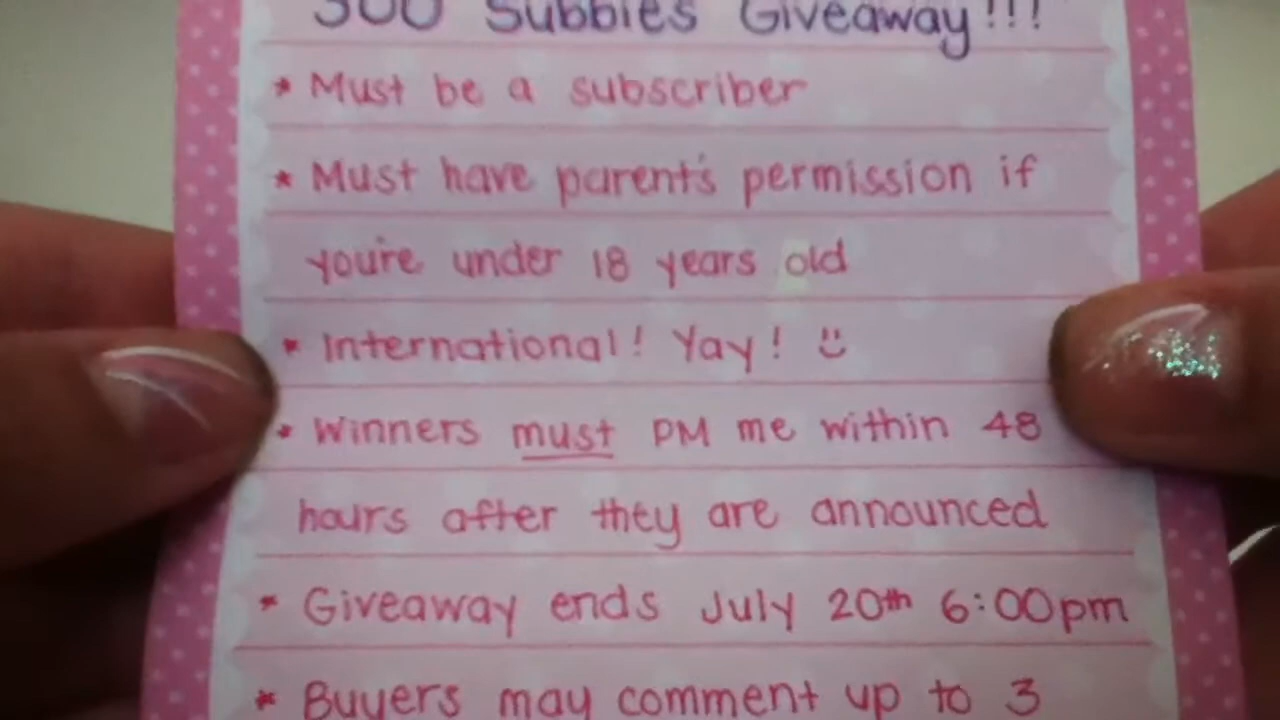 300 Subbies Giveaway!!!
* Must be a subscriber
* Must have parent's permission if
you're under 18 years old
* International! Yay! :)
* Winners must PM me within 48
hours after they are announced
* Giveaway ends July 20th 6:00pm
* Buyers may comment up to 3